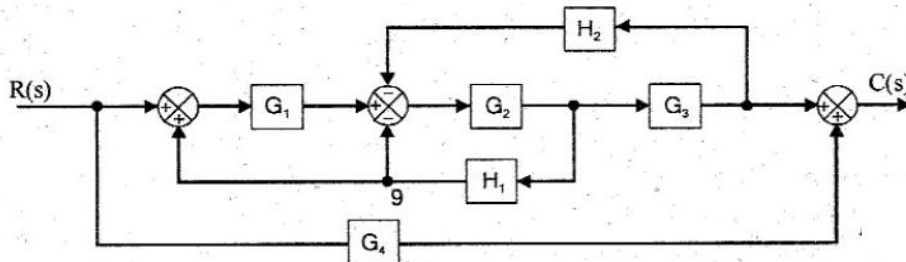 H₂
R(s)
+
+
G₁
−
+
−
G₂
G₃
+
+
C(s)
H₁
9
G₄